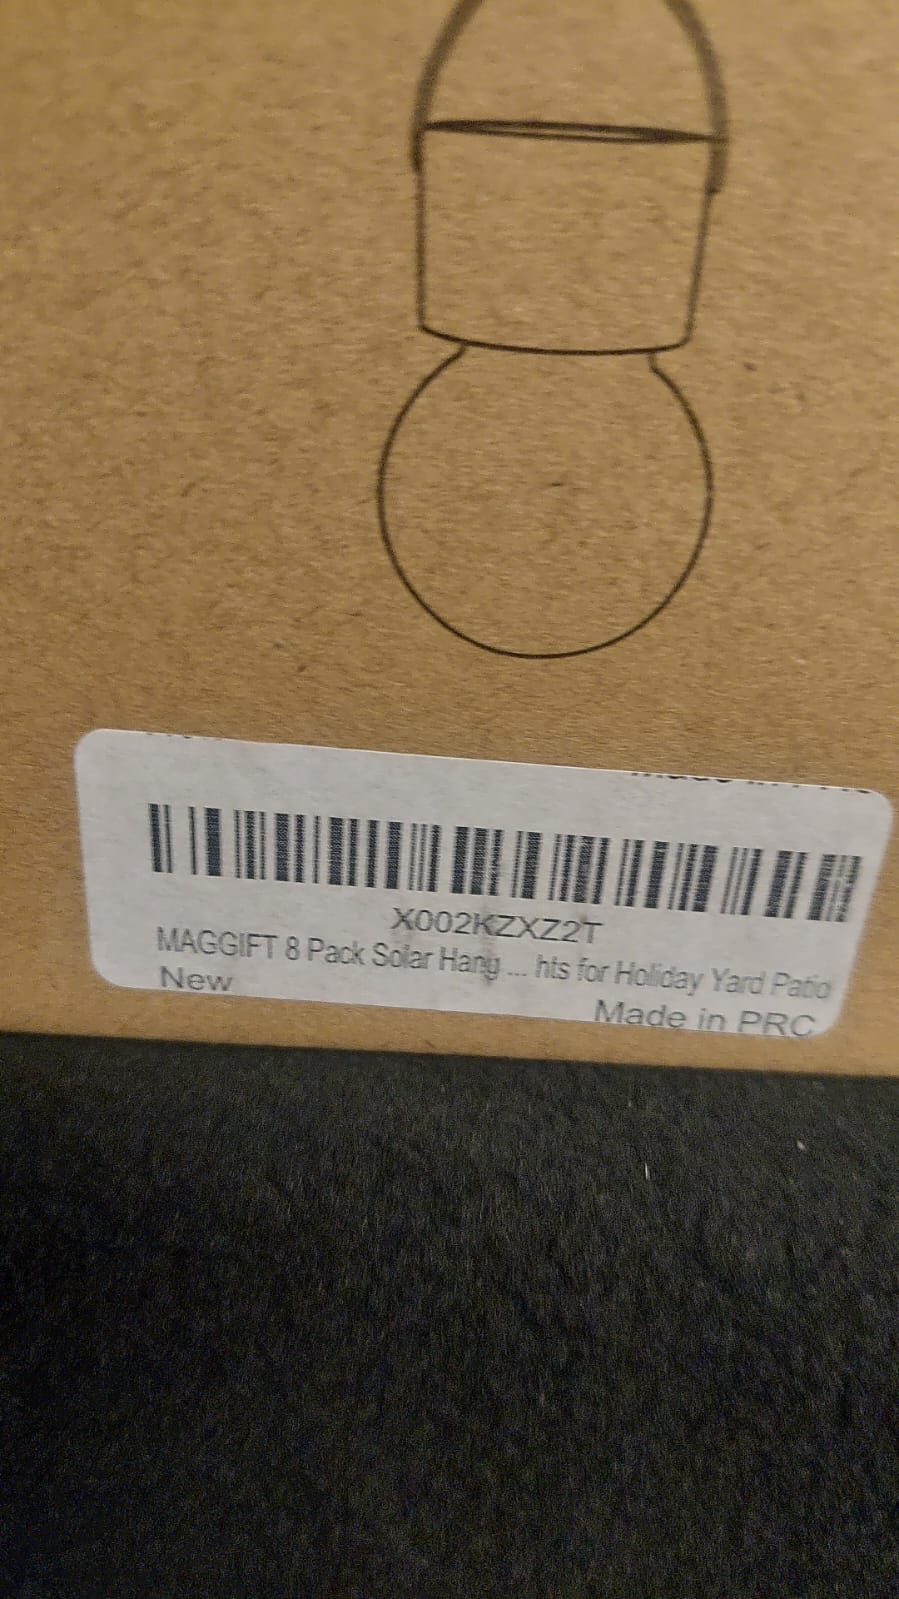 X002KZXZ2T
MAGGIFT 8 Pack Solar Hang ... hts for Holiday Yard Patio
New
Made in PRC